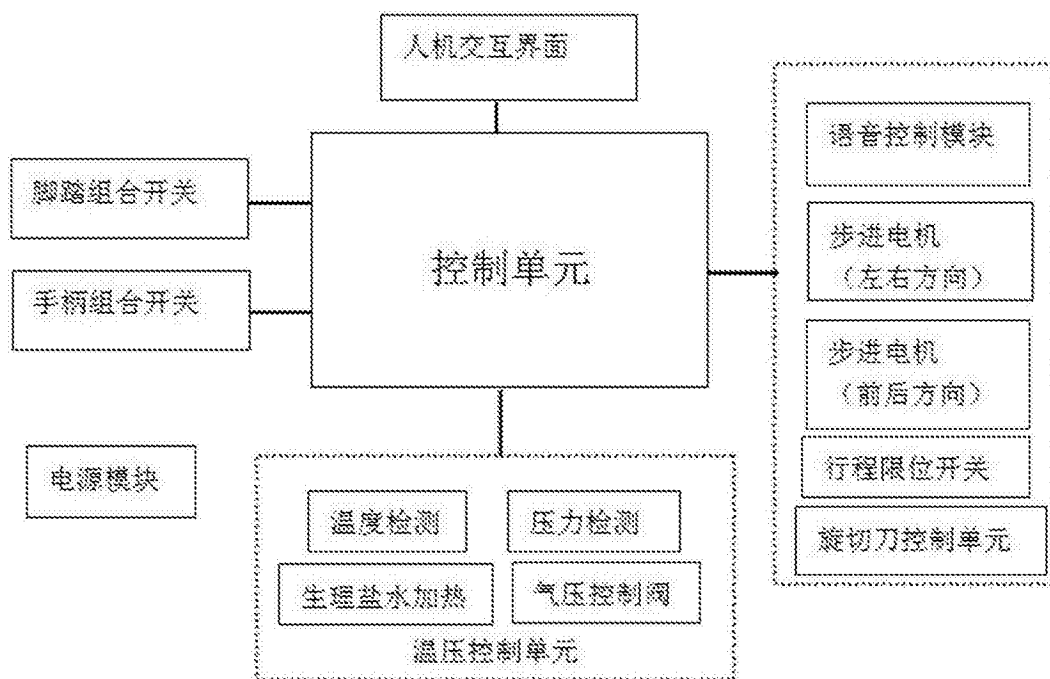 人机交互界面
语音控制模块
脚踏组合开关
步进电机
(左右方向)
控制单元
手柄组合开关
步进电机
(前后方向)
电源模块
行程限位开关
温度检测
压力检测
旋切刀控制单元
生理盐水加热
气压控制阀
温压控制单元